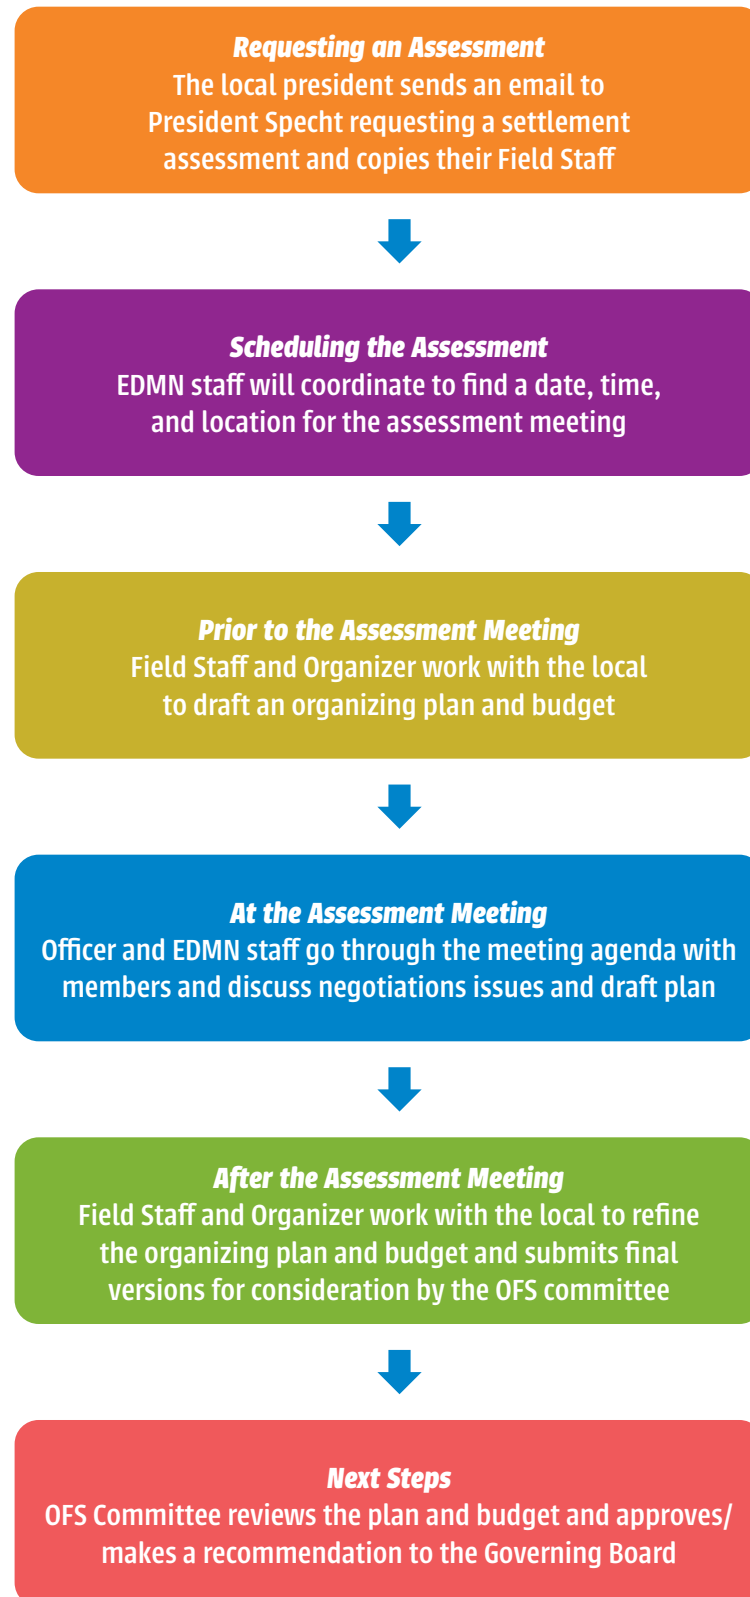 Requesting an Assessment
The local president sends an email to
President Specht requesting a settlement
assessment and copies their Field Staff
Scheduling the Assessment
EDMN staff will coordinate to find a date, time,
and location for the assessment meeting
Prior to the Assessment Meeting
Field Staff and Organizer work with the local
to draft an organizing plan and budget
At the Assessment Meeting
Officer and EDMN staff go through the meeting agenda with
members and discuss negotiations issues and draft plan
After the Assessment Meeting
Field Staff and Organizer work with the local to refine
the organizing plan and budget and submits final
versions for consideration by the OFS committee
Next Steps
OFS Committee reviews the plan and budget and approves/
makes a recommendation to the Governing Board